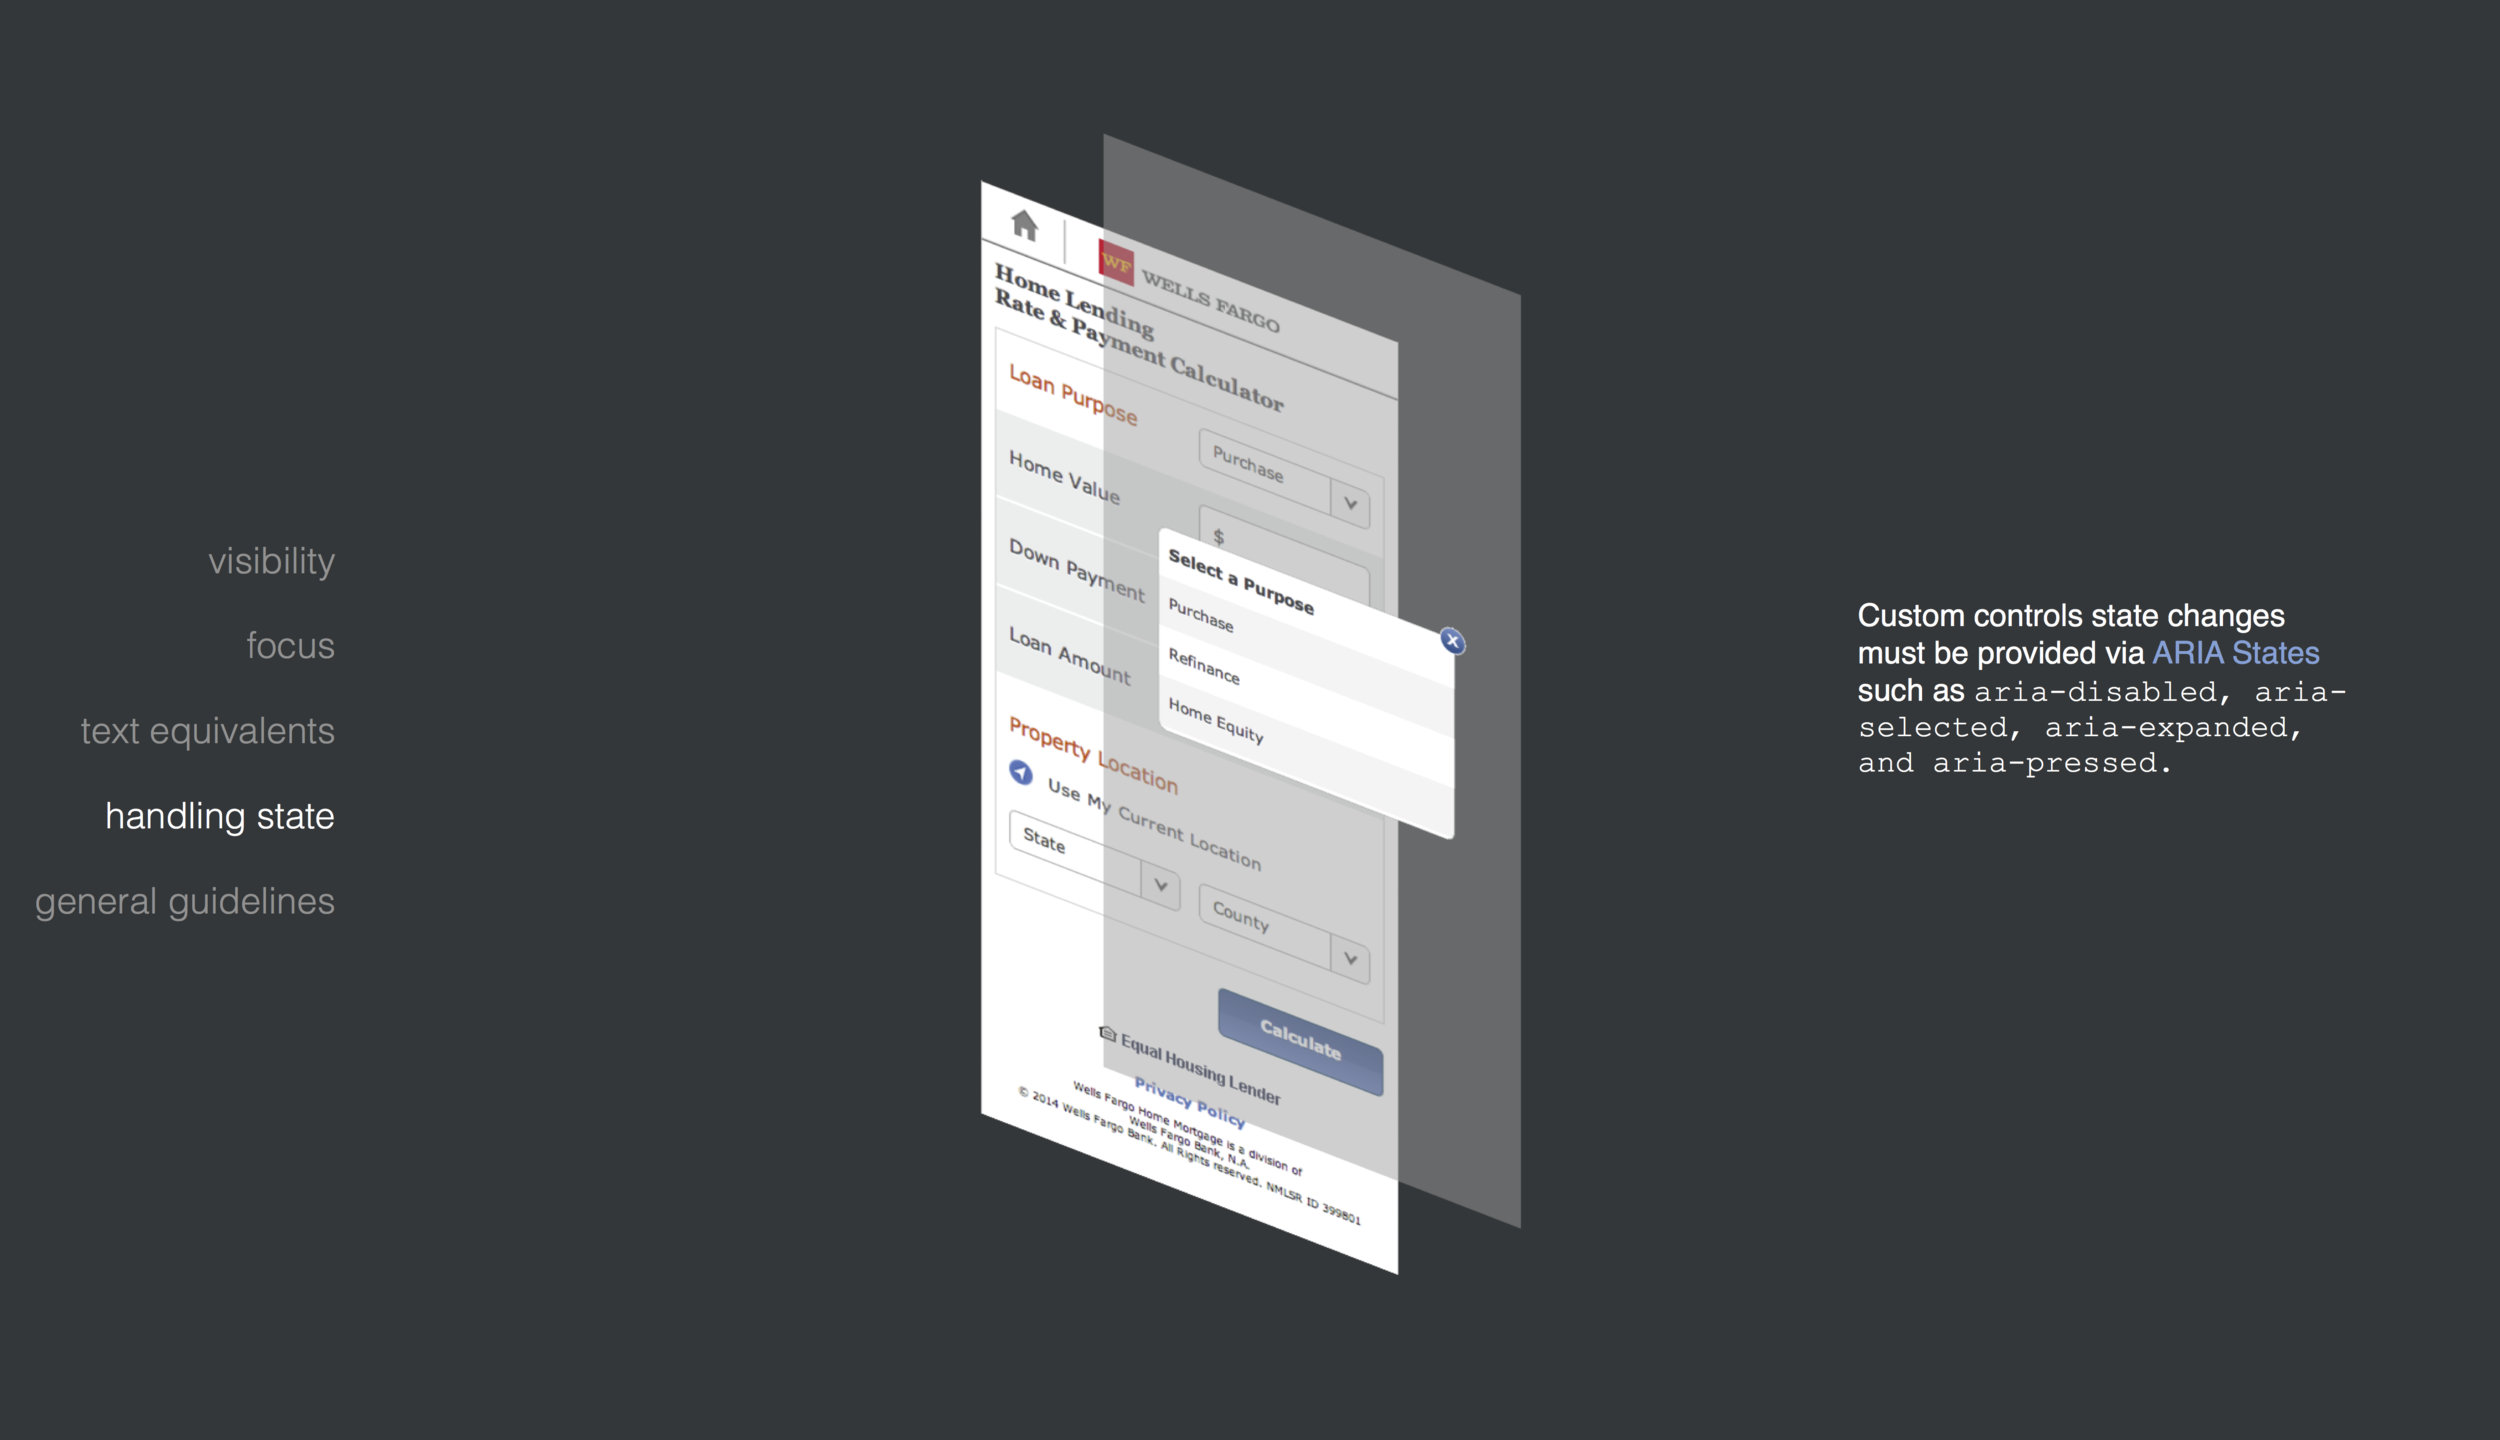 visibility
focus
text equivalents
handling state
general guidelines
WF
WELLS FARGO
Home Lending
Rate & Payment Calculator
Loan Purpose
Purchase
Home Value
$
Down Payment
Loan Amount
Select a Purpose
Purchase
Refinance
Home Equity
x
Property Location
Use My Current Location
State
County
Calculate
Equal Housing Lender
Privacy Policy
Wells Fargo Home Mortgage is a division of
Wells Fargo Bank, N.A.
© 2014 Wells Fargo Bank. All Rights reserved. NMLSR ID 399801
Custom controls state changes
must be provided via ARIA States
such as aria-disabled, aria-
selected, aria-expanded,
and aria-pressed.